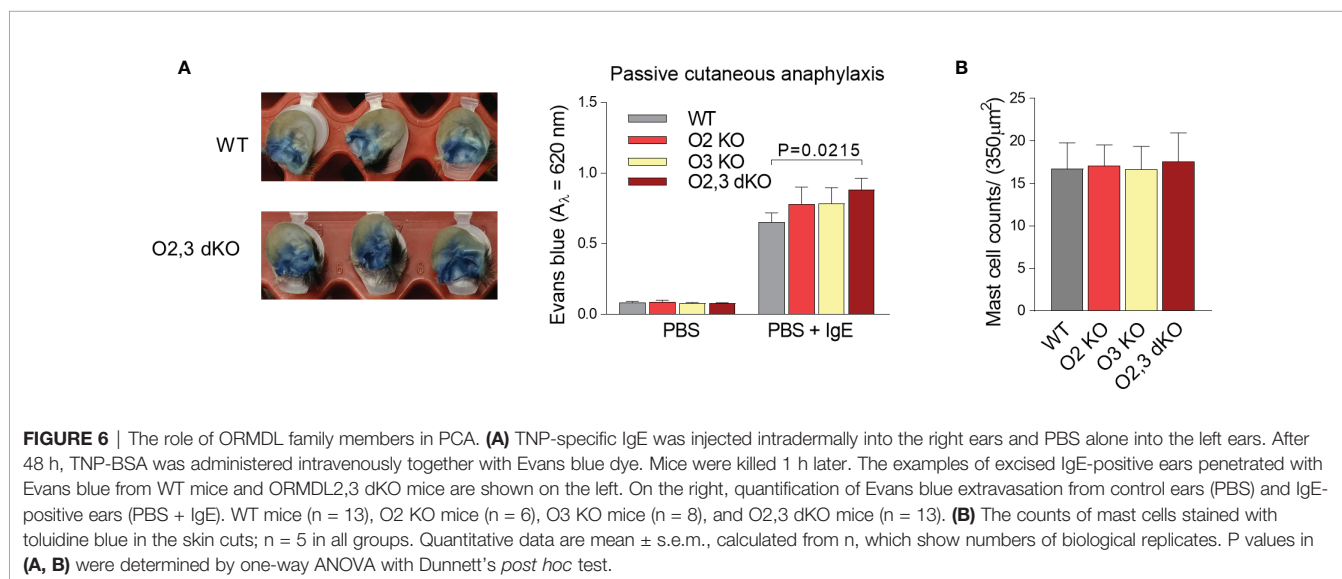 A
WT
O2,3 dKO
Passive cutaneous anaphylaxis
Evans blue (Aλ = 620 nm)
1.5
1.0
0.5
0.0
WT
O2 KO
O3 KO
O2,3 dKO
P=0.0215
PBS
PBS + IgE
B
Mast cell counts/ (350µm²)
25
20
15
10
5
0
WT
O2 KO
O3 KO
O2,3 dKO
FIGURE 6 | The role of ORMDL family members in PCA. (A) TNP-specific IgE was injected intradermally into the right ears and PBS alone into the left ears. After
48 h, TNP-BSA was administered intravenously together with Evans blue dye. Mice were killed 1 h later. The examples of excised IgE-positive ears penetrated with
Evans blue from WT mice and ORMDL2,3 dKO mice are shown on the left. On the right, quantification of Evans blue extravasation from control ears (PBS) and IgE-
positive ears (PBS + IgE). WT mice (n = 13), O2 KO mice (n = 6), O3 KO mice (n = 8), and O2,3 dKO mice (n = 13). (B) The counts of mast cells stained with
toluidine blue in the skin cuts; n = 5 in all groups. Quantitative data are mean ± s.e.m., calculated from n, which show numbers of biological replicates. P values in
(A, B) were determined by one-way ANOVA with Dunnett's post hoc test.